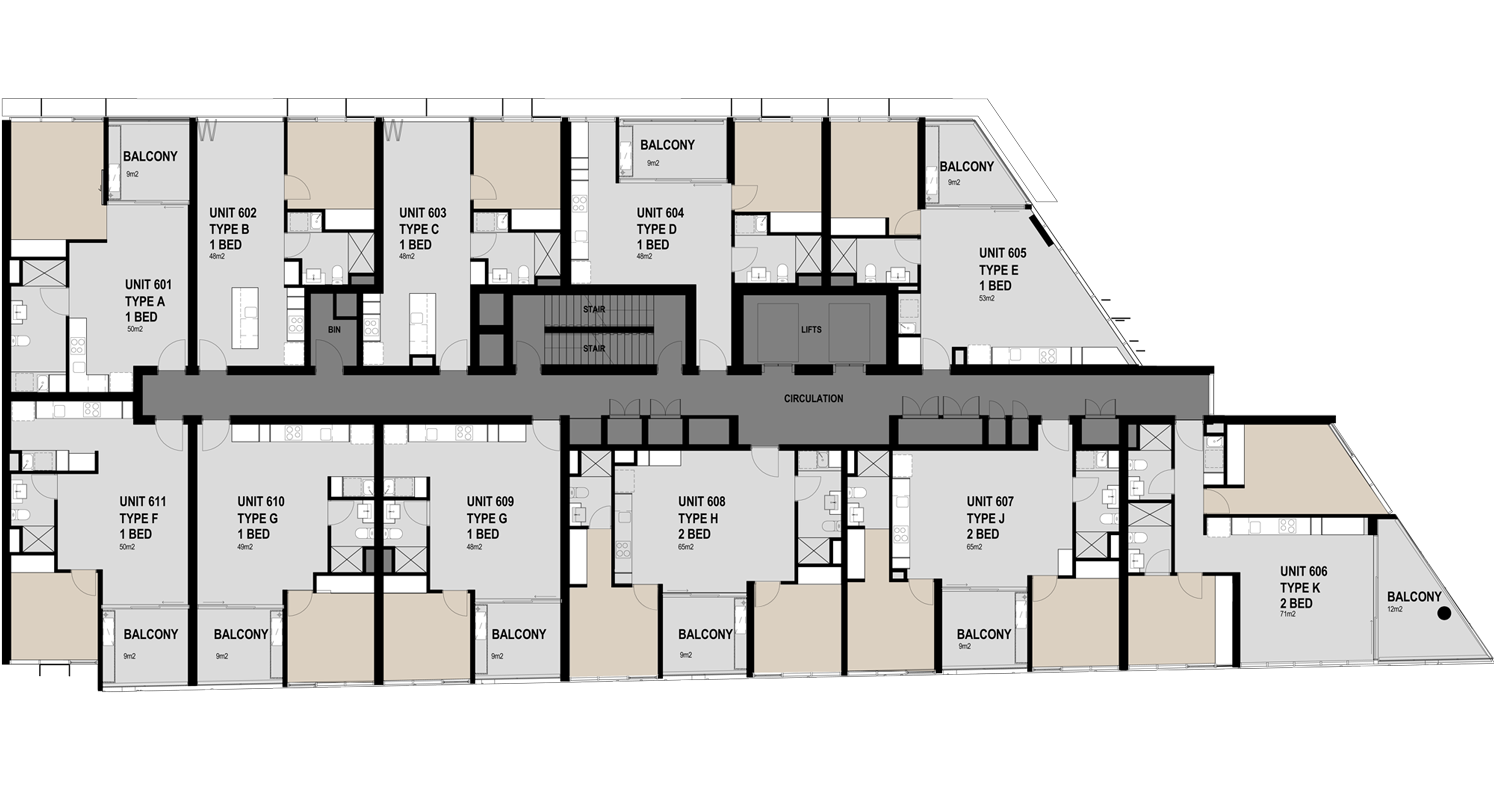 W
W
BALCONY
9m2
BALCONY
9m2
BALCONY
9m2
UNIT 601
TYPE A
1 BED
50m2
UNIT 602
TYPE B
1 BED
48m2
UNIT 603
TYPE C
1 BED
48m2
UNIT 604
TYPE D
1 BED
48m2
UNIT 605
TYPE E
1 BED
53m2
BIN
STAIR
STAIR
LIFTS
CIRCULATION
UNIT 611
TYPE F
1 BED
50m2
UNIT 610
TYPE G
1 BED
49m2
UNIT 609
TYPE G
1 BED
48m2
UNIT 608
TYPE H
2 BED
65m2
UNIT 607
TYPE J
2 BED
65m2
UNIT 606
TYPE K
2 BED
71m2
BALCONY
9m2
BALCONY
9m2
BALCONY
9m2
BALCONY
9m2
BALCONY
9m2
BALCONY
12m2